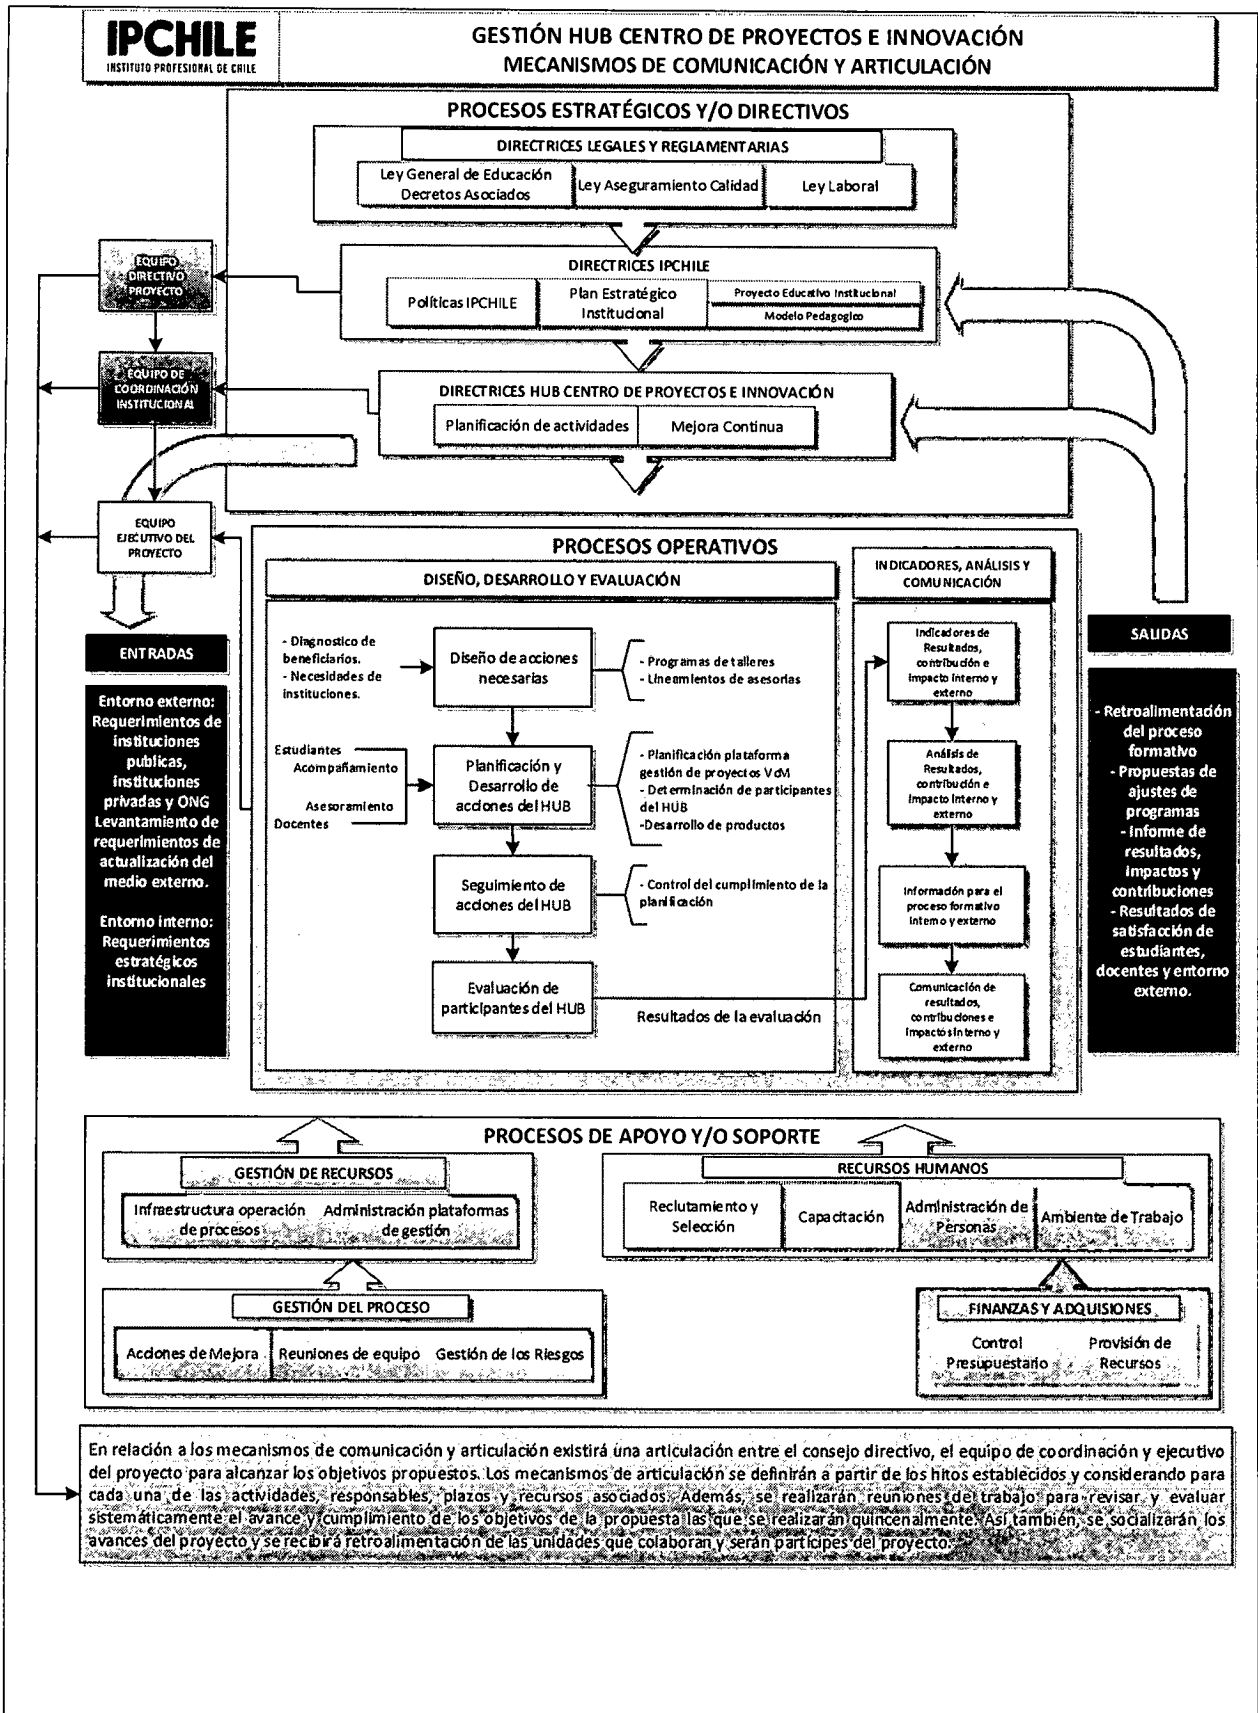 IPCHILE
INSTITUTO PROFESIONAL DE CHILE
GESTIÓN HUB CENTRO DE PROYECTOS E INNOVACIÓN
MECANISMOS DE COMUNICACIÓN Y ARTICULACIÓN
PROCESOS ESTRATÉGICOS Y/O DIRECTIVOS
DIRECTRICES LEGALES Y REGLAMENTARIAS
Ley General de Educación
Decretos Asociados
Ley Aseguramiento Calidad
Ley Laboral
EQUIPO
DIRECTIVO
PROYECTO
DIRECTRICES IPCHILE
Políticas IPCHILE
Plan Estratégico
Institucional
Proyecto Educativo Institucional
Modelo Pedagogico
EQUIPO DE
COORDINACIÓN
INSTITUCIONAL
DIRECTRICES HUB CENTRO DE PROYECTOS E INNOVACIÓN
Planificación de actividades
Mejora Continua
EQUIPO
EJECUTIVO DEL
PROYECTO
PROCESOS OPERATIVOS
DISEÑO, DESARROLLO Y EVALUACIÓN
INDICADORES, ANÁLISIS Y
COMUNICACIÓN
ENTRADAS
Entorno externo:
Requerimientos de
instituciones
publicas,
instituciones
privadas y ONG
Levantamiento de
requerimientos de
actualización del
medio externo.
Entorno interno:
Requerimientos
estratégicos
institucionales
- Diagnostico de
beneficiarios.
- Necesidades de
instituciones.
Diseño de acciones
necesarias
- Programas de talleres
- Lineamientos de asesorias
Estudiantes
Acompañamiento
Asesoramiento
Docentes
Planificación y
Desarrollo de
acciones del HUB
- Planificación plataforma
gestión de proyectos VcM
- Determinación de participantes
del HUB
-Desarrollo de productos
Seguimiento de
acciones del HUB
- Control del cumplimiento de la
planificación
Evaluación de
participantes del HUB
Resultados de la evaluación
Indicadores de
Resultados,
contribución e
impacto interno y
externo
Análisis de
Resultados,
contribución e
impacto interno y
externo
Información para el
proceso formativo
interno y externo
Comunicación de
resultados,
contribuciones e
impactos interno y
externo
SALIDAS
- Retroalimentación
del proceso
formativo
- Propuestas de
ajustes de
programas
- Informe de
resultados,
impactos y
contribuciones
- Resultados de
satisfacción de
estudiantes,
docentes y entorno
externo.
PROCESOS DE APOYO Y/O SOPORTE
GESTIÓN DE RECURSOS
Infraestructura operación
de procesos
Administración plataformas
de gestión
RECURSOS HUMANOS
Reclutamiento y
Selección
Capacitación
Administración de
Personas
Ambiente de Trabajo
GESTIÓN DEL PROCESO
Acciones de Mejora
Reuniones de equipo
Gestión de los Riesgos
FINANZAS Y ADQUISIONES
Control
Presupuestario
Provisión de
Recursos
En relación a los mecanismos de comunicación y articulación existirá una articulación entre el consejo directivo, el equipo de coordinación y ejecutivo
del proyecto para alcanzar los objetivos propuestos. Los mecanismos de articulación se definirán a partir de los hitos establecidos y considerando para
cada una de las actividades, responsables, plazos y recursos asociados. Además, se realizarán reuniones de trabajo para revisar y evaluar
sistemáticamente el avance y cumplimiento de los objetivos de la propuesta las que se realizarán quincenalmente. Así también, se socializarán los
avances del proyecto y se recibirá retroalimentación de las unidades que colaboran y serán partícipes del proyecto.